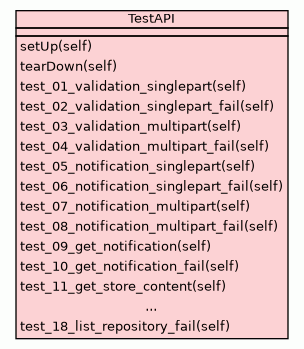 TestAPI
setUp(self)
tearDown(self)
test_01_validation_singlepart(self)
test_02_validation_singlepart_fail(self)
test_03_validation_multipart(self)
test_04_validation_multipart_fail(self)
test_05_notification_singlepart(self)
test_06_notification_singlepart_fail(self)
test_07_notification_multipart(self)
test_08_notification_multipart_fail(self)
test_09_get_notification(self)
test_10_get_notification_fail(self)
test_11_get_store_content(self)
...
test_18_list_repository_fail(self)